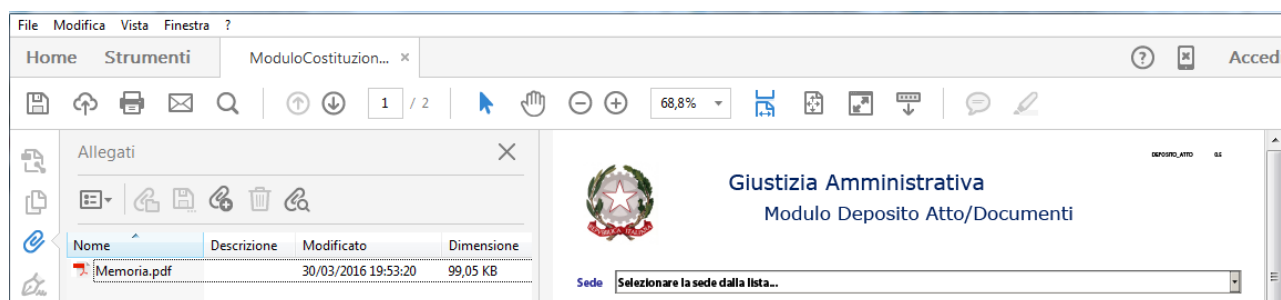 File Modifica Vista Finestra ?
Home Strumenti ModuloCostituzion... × Acced
1 / 2 68,8%
Allegati
DEPOSITO_ATTO 0.6
Giustizia Amministrativa
Modulo Deposito Atto/Documenti
Nome Descrizione Modificato Dimensione
Memoria.pdf 30/03/2016 19:53:20 99,05 KB
Sede Selezionare la sede dalla lista...